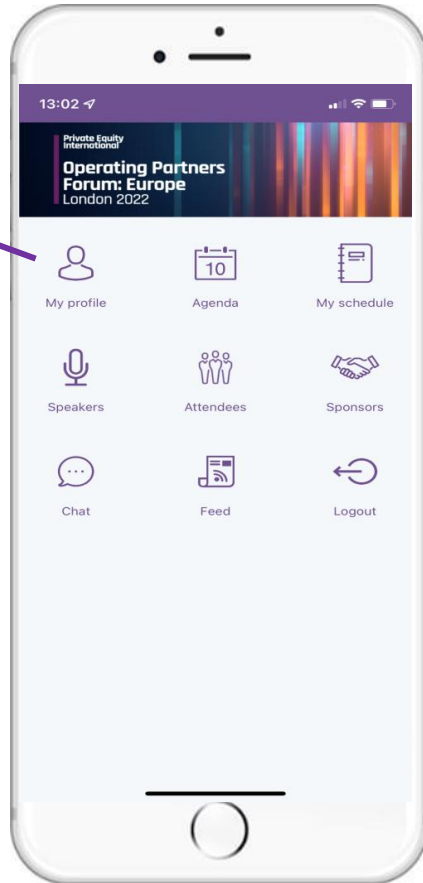 13:02
Private Equity
International
Operating Partners
Forum: Europe
London 2022
10
My profile
Agenda
My schedule
Speakers
Attendees
Sponsors
Chat
Feed
Logout